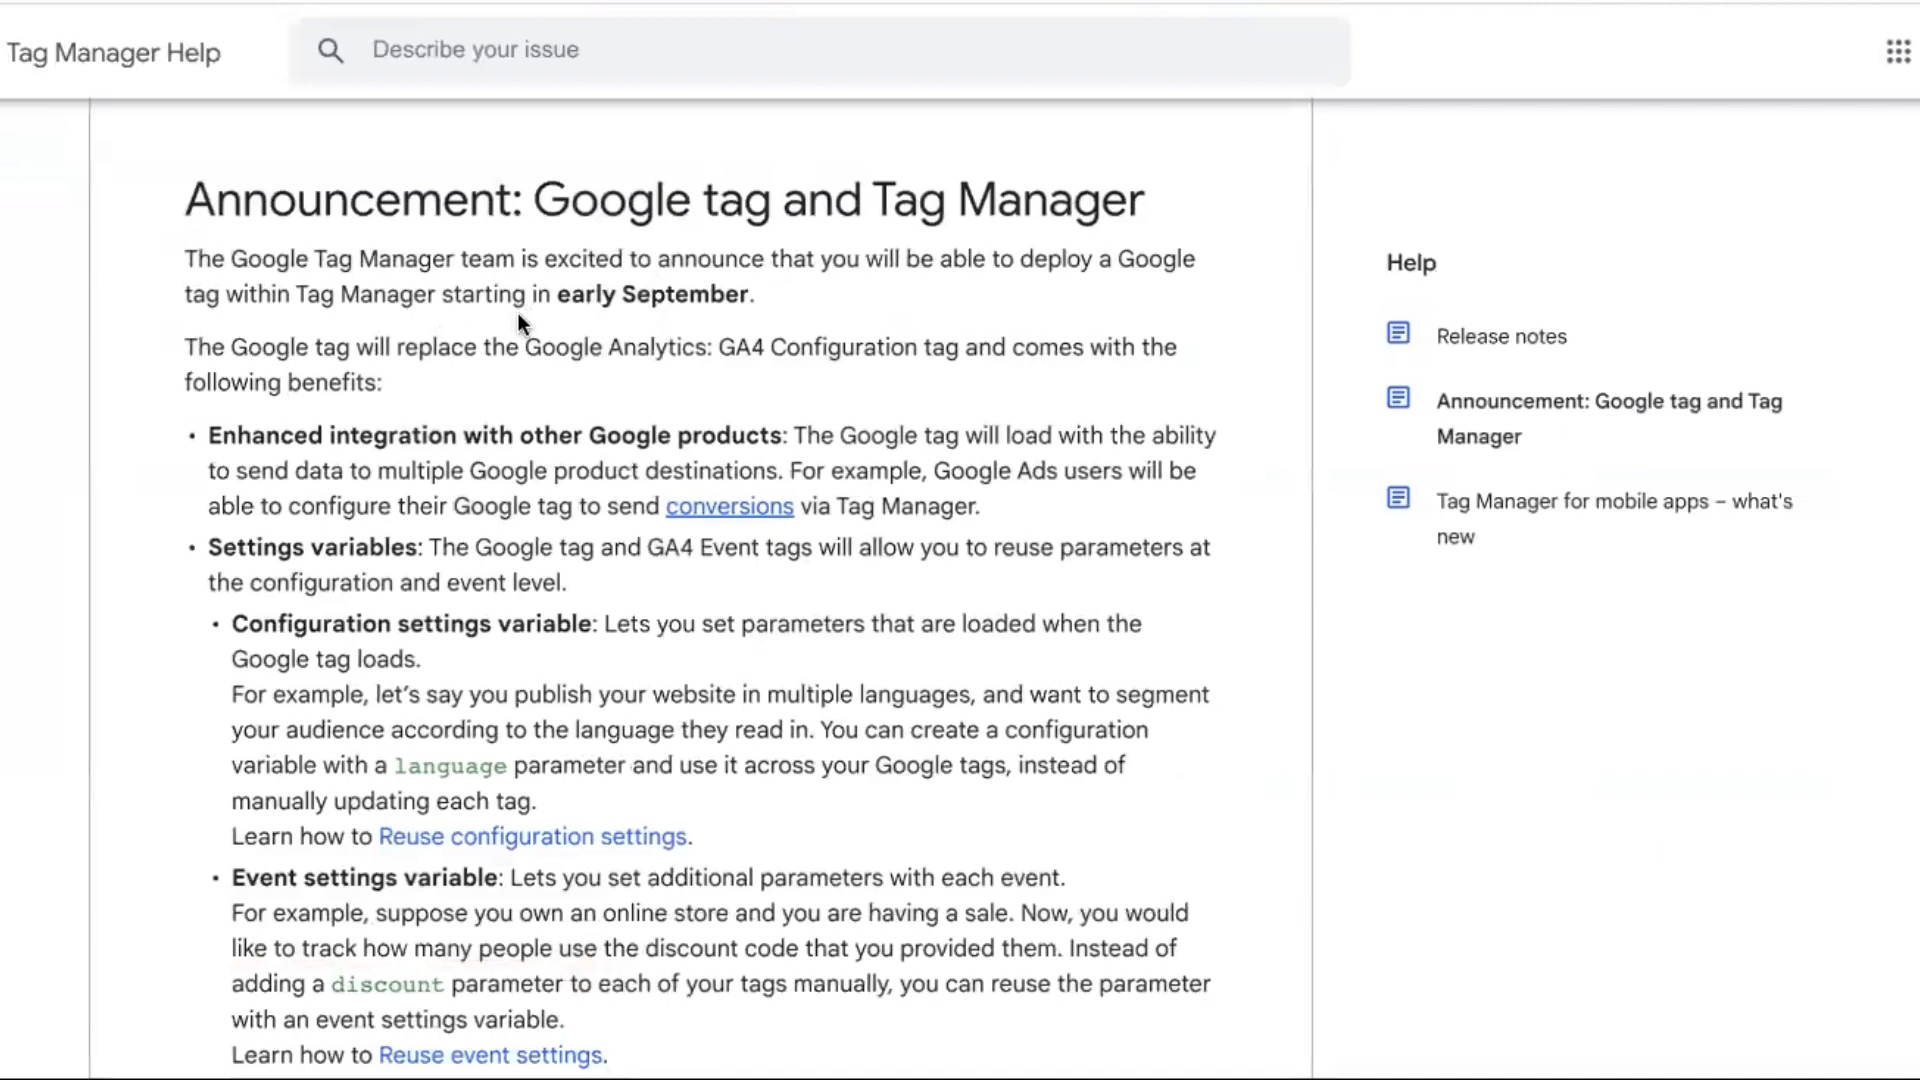 Tag Manager Help
Describe your issue
Announcement: Google tag and Tag Manager
The Google Tag Manager team is excited to announce that you will be able to deploy a Google
tag within Tag Manager starting in early September.
The Google tag will replace the Google Analytics: GA4 Configuration tag and comes with the
following benefits:
• Enhanced integration with other Google products: The Google tag will load with the ability
to send data to multiple Google product destinations. For example, Google Ads users will be
able to configure their Google tag to send conversions via Tag Manager.
• Settings variables: The Google tag and GA4 Event tags will allow you to reuse parameters at
the configuration and event level.
• Configuration settings variable: Lets you set parameters that are loaded when the
Google tag loads.
For example, let’s say you publish your website in multiple languages, and want to segment
your audience according to the language they read in. You can create a configuration
variable with a language parameter and use it across your Google tags, instead of
manually updating each tag.
Learn how to Reuse configuration settings.
• Event settings variable: Lets you set additional parameters with each event.
For example, suppose you own an online store and you are having a sale. Now, you would
like to track how many people use the discount code that you provided them. Instead of
adding a discount parameter to each of your tags manually, you can reuse the parameter
with an event settings variable.
Learn how to Reuse event settings.
Help
Release notes
Announcement: Google tag and Tag
Manager
Tag Manager for mobile apps – what's
new